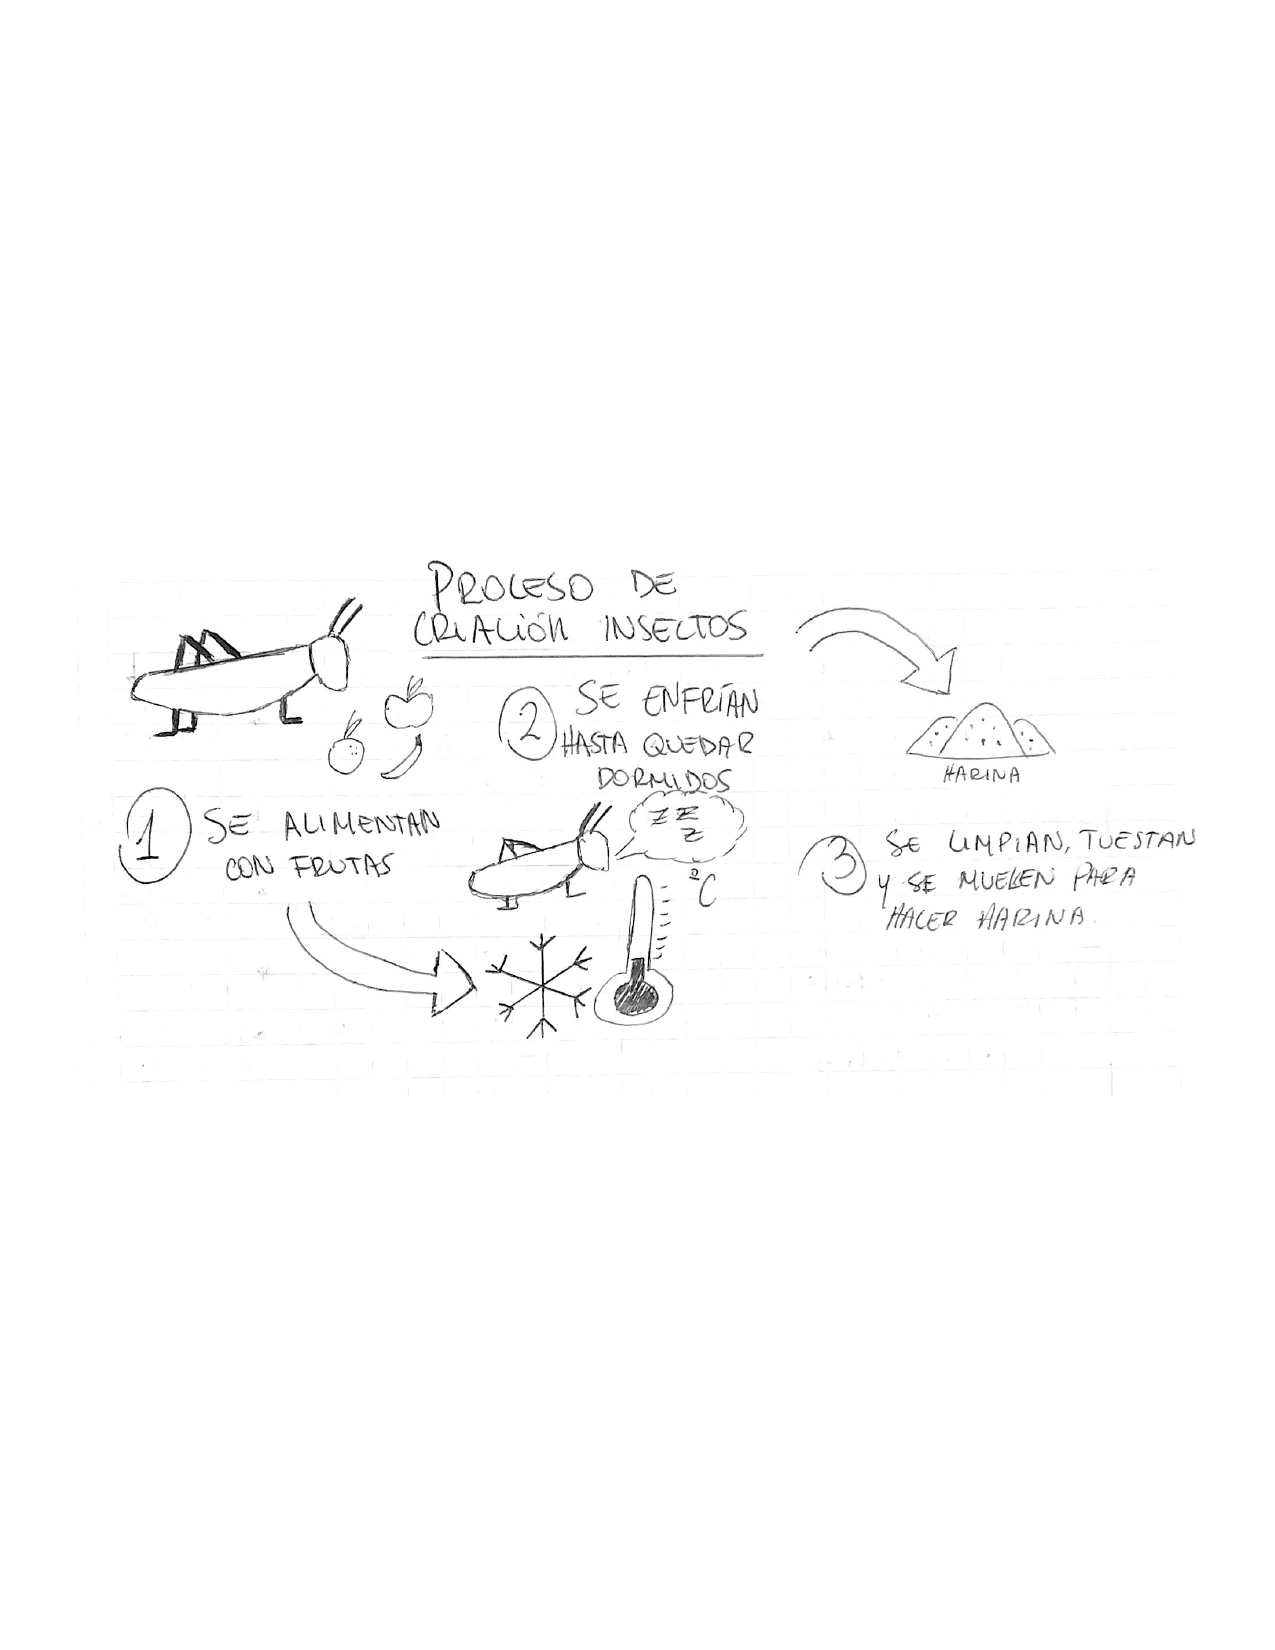 PROCESO DE
CRIACIÓN INSECTOS
1 SE ALIMENTAN
CON FRUTAS
2 SE ENFRÍAN
HASTA QUEDAR
DORMIDOS
Z Z
Z
ºC
HARINA
3 SE LIMPIAN, TUESTAN
Y SE MUELEN PARA
HACER HARINA.